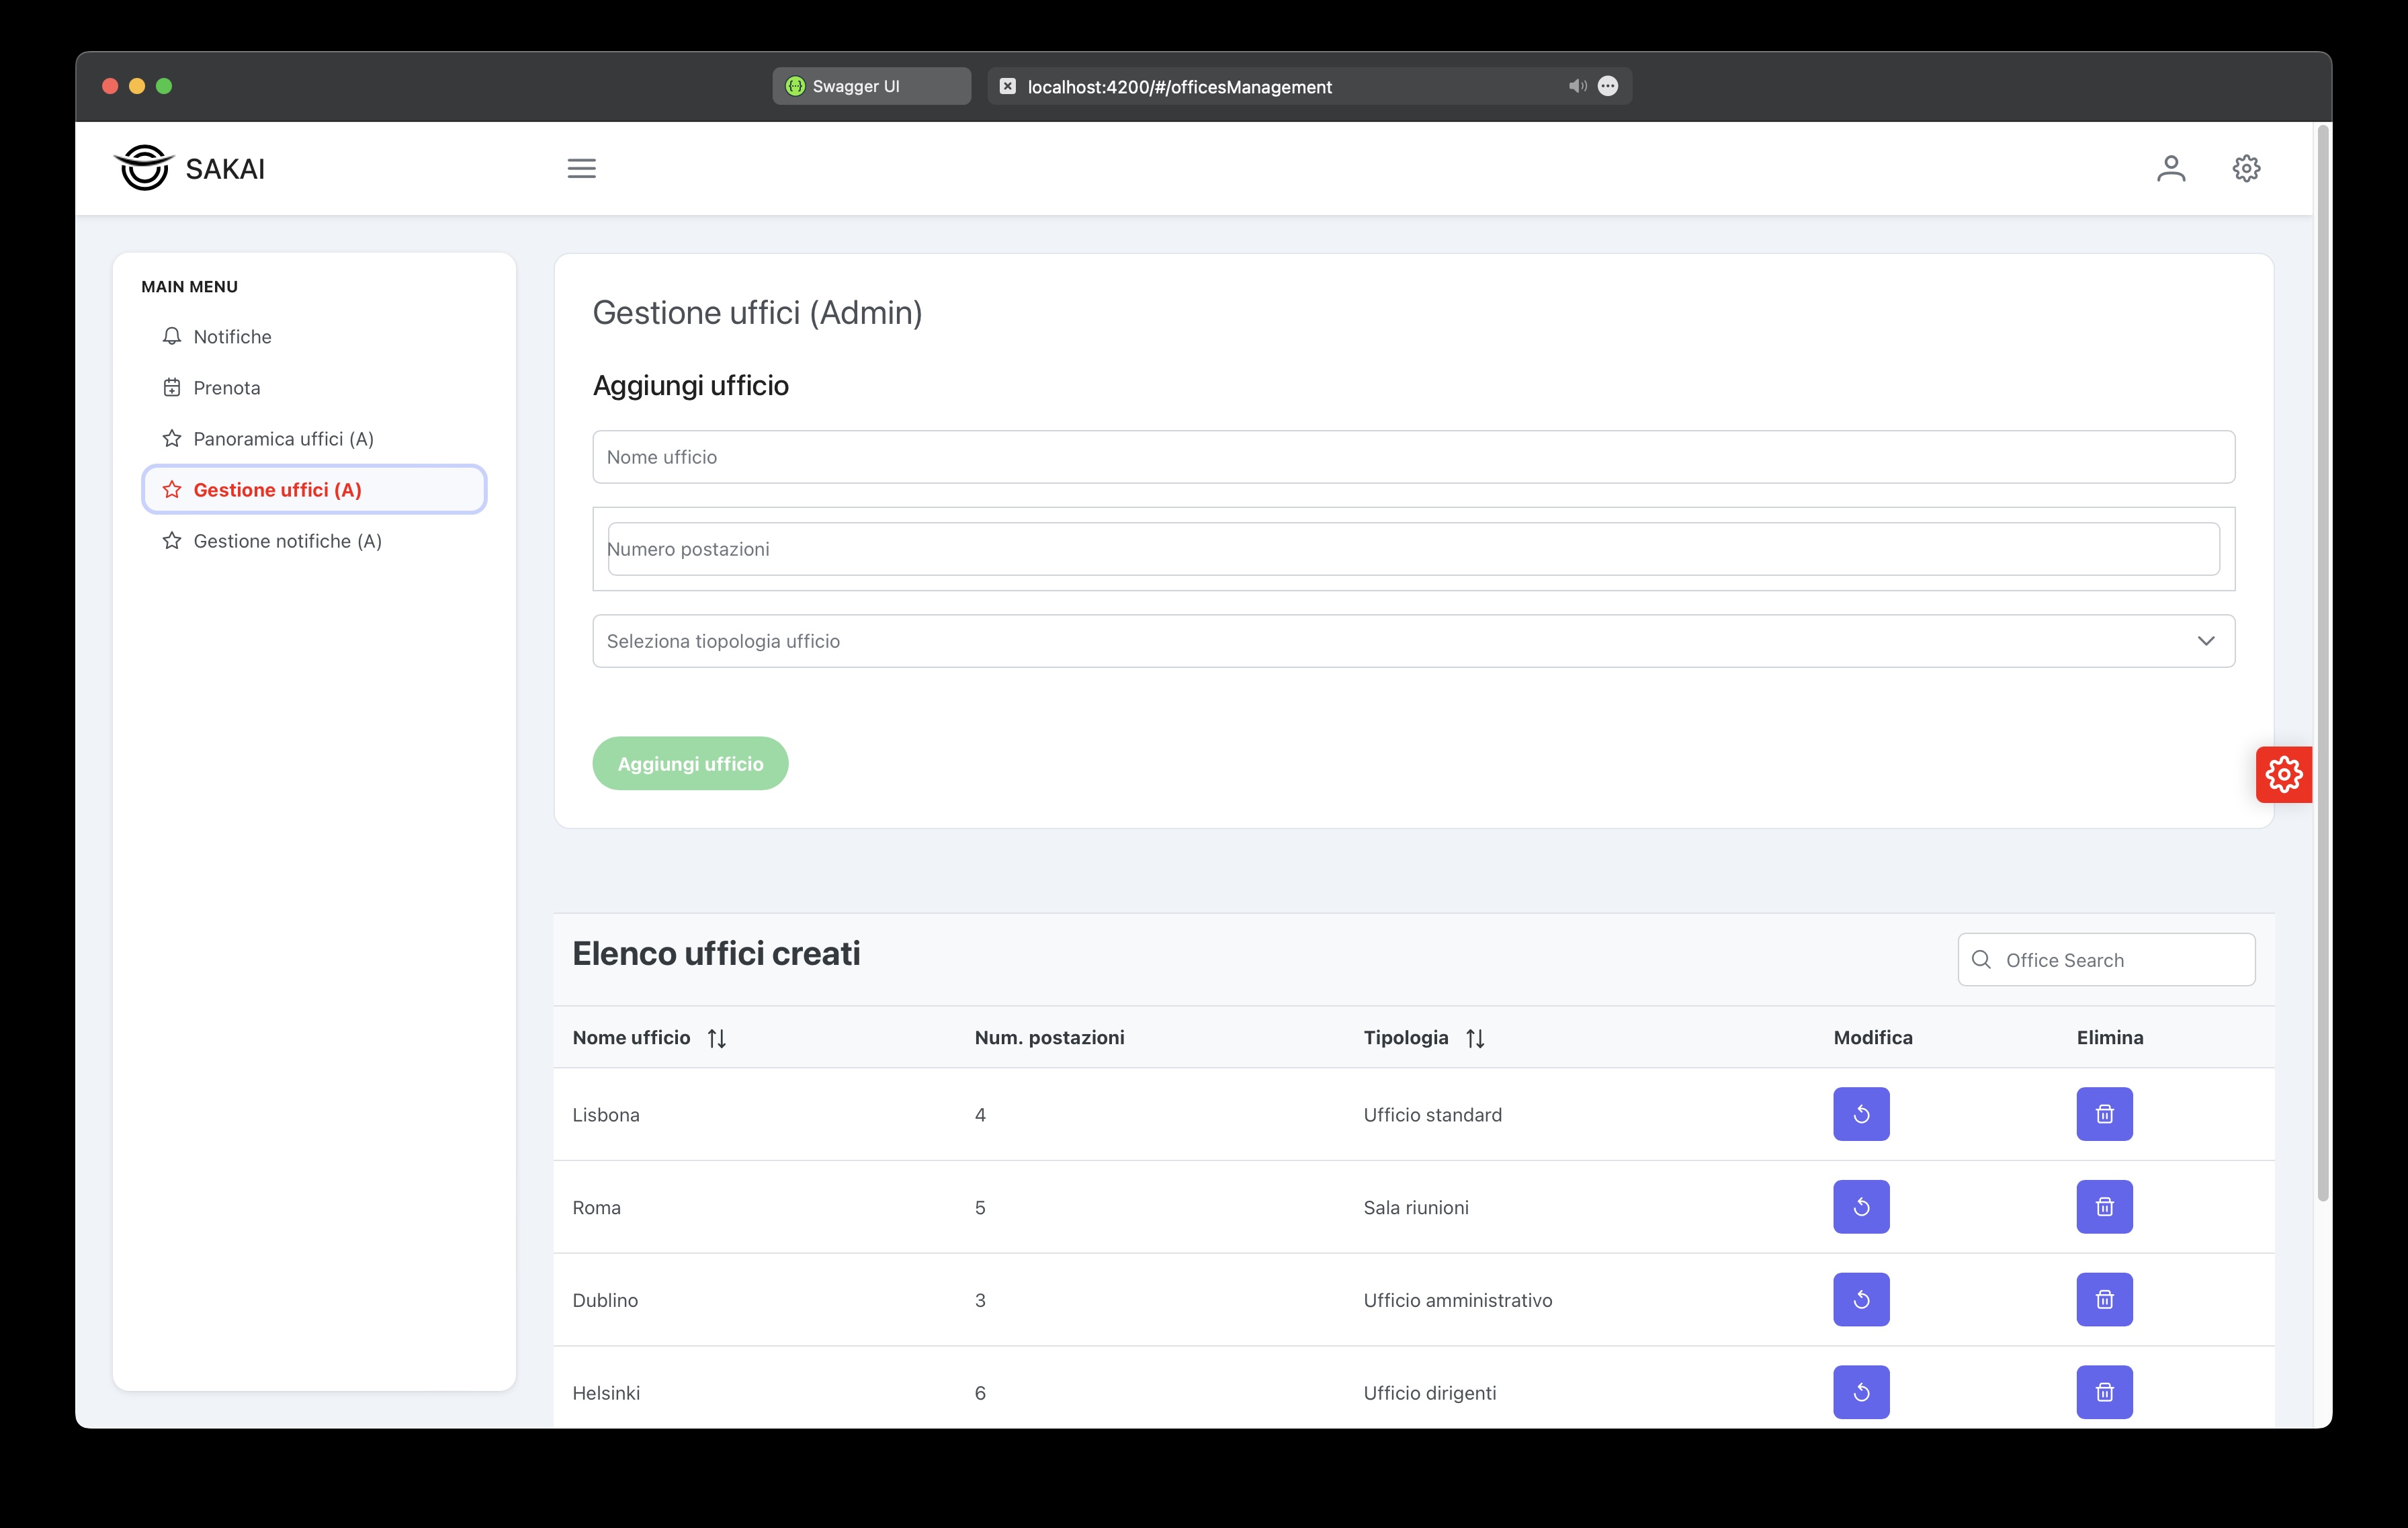 Swagger UI
localhost:4200/#/officesManagement
SAKAI
MAIN MENU
Notifiche
Prenota
Panoramica uffici (A)
Gestione uffici (A)
Gestione notifiche (A)
Gestione uffici (Admin)
Aggiungi ufficio
Nome ufficio
Numero postazioni
Seleziona tiopologia ufficio
Aggiungi ufficio
Elenco uffici creati
Office Search
Nome ufficio Num. postazioni Tipologia Modifica Elimina
Lisbona 4 Ufficio standard
Roma 5 Sala riunioni
Dublino 3 Ufficio amministrativo
Helsinki 6 Ufficio dirigenti